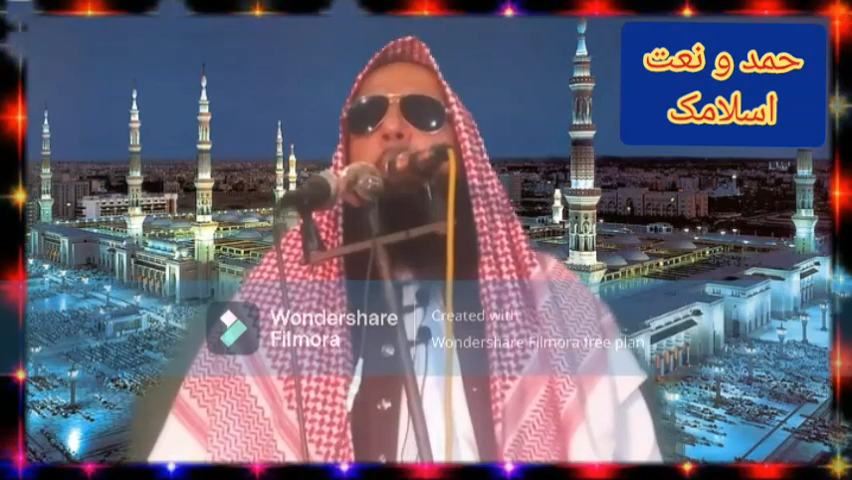 حمد و نعت
اسلامک
Wondershare
Filmora
Created with
Wondershare Filmora free plan